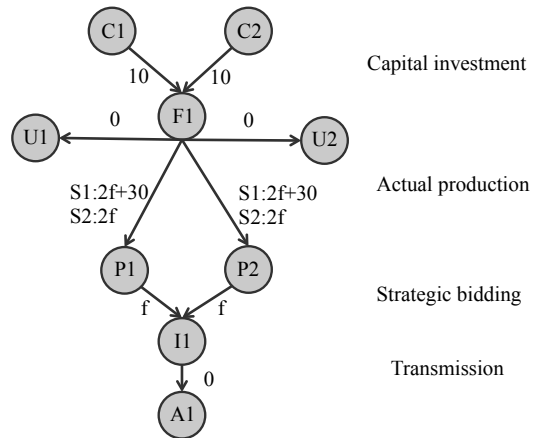 C1
C2
10
10
Capital investment
F1
0
0
U1
U2
S1:2f+30
S2:2f
S1:2f+30
S2:2f
Actual production
P1
P2
f
f
Strategic bidding
I1
0
Transmission
A1